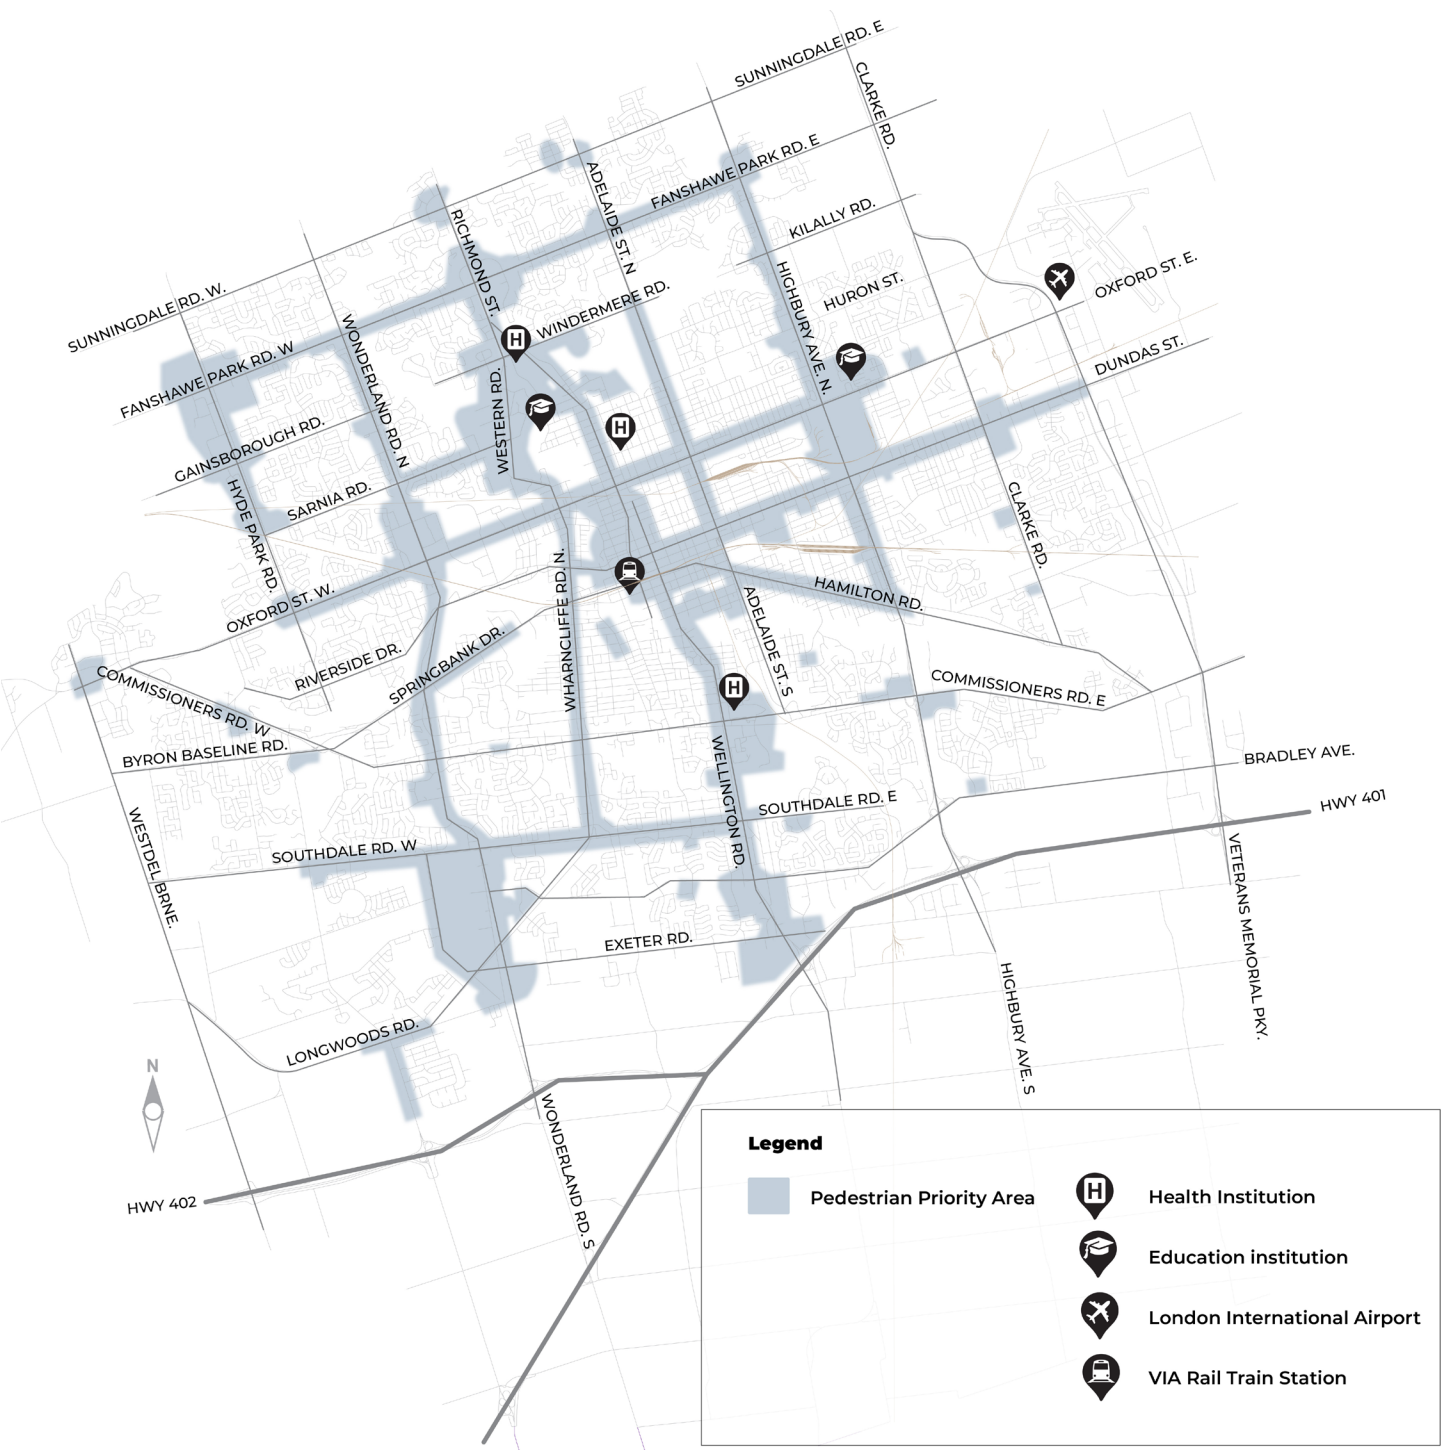 SUNNINGDALE RD. E
CLARKE RD.
FANSHAWE PARK RD. E
ADELAIDE ST. N
KILALLY RD.
RICHMOND ST.
OXFORD ST. E.
HIGHBURY AVE. N.
HURON ST.
WINDERMERE RD.
SUNNINGDALE RD. W.
WONDERLAND RD. N
FANSHAWE PARK RD. W
DUNDAS ST.
WESTERN RD.
GAINSBOROUGH RD.
HYDE PARK RD.
SARNIA RD.
CLARKE RD.
WHARNCLIFFE RD. N.
HAMILTON RD.
ADELAIDE ST. S
OXFORD ST. W.
RIVERSIDE DR.
SPRINGBANK DR.
COMMISSIONERS RD. W
COMMISSIONERS RD. E
BYRON BASELINE RD.
WELLINGTON RD.
BRADLEY AVE.
HWY 401
SOUTHDALE RD. E
WESTDEL BRNE.
SOUTHDALE RD. W
VETERANS MEMORIAL PKY.
EXETER RD.
HIGHBURY AVE. S
LONGWOODS RD.
N
WONDERLAND RD. S
HWY 402
Legend
Pedestrian Priority Area
Health Institution
Education institution
London International Airport
VIA Rail Train Station
H
H
H
H